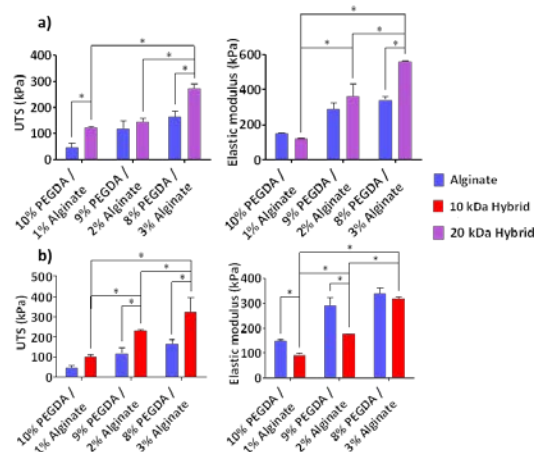 a)
UTS (kPa)
400
300
200
100
0
*
*
*
*
10% PEGDA /
1% Alginate
9% PEGDA /
2% Alginate
8% PEGDA /
3% Alginate
Elastic modulus (kPa)
600
400
200
0
*
*
*
*
10% PEGDA /
1% Alginate
9% PEGDA /
2% Alginate
8% PEGDA /
3% Alginate
Alginate
10 kDa Hybrid
20 kDa Hybrid
b)
UTS (kPa)
500
400
300
200
100
0
*
*
*
*
*
10% PEGDA /
1% Alginate
9% PEGDA /
2% Alginate
8% PEGDA /
3% Alginate
Elastic modulus (kPa)
400
300
200
100
0
*
*
*
*
*
10% PEGDA /
1% Alginate
9% PEGDA /
2% Alginate
8% PEGDA /
3% Alginate